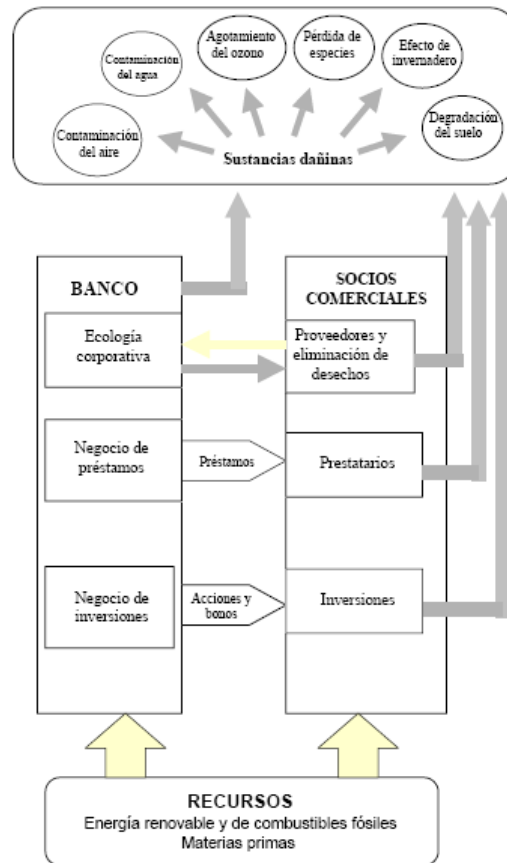 Agotamiento
del ozono
Pérdida de
especies
Efecto de
invernadero
Contaminación
del agua
Contaminación
del aire
Degradación
del suelo
Sustancias dañinas
BANCO
SOCIOS
COMERCIALES
Ecología
corporativa
Proveedores y
eliminación de
desechos
Negocio de
préstamos
Préstamos
Prestatarios
Negocio de
inversiones
Acciones y
bonos
Inversiones
RECURSOS
Energía renovable y de combustibles fósiles
Materias primas